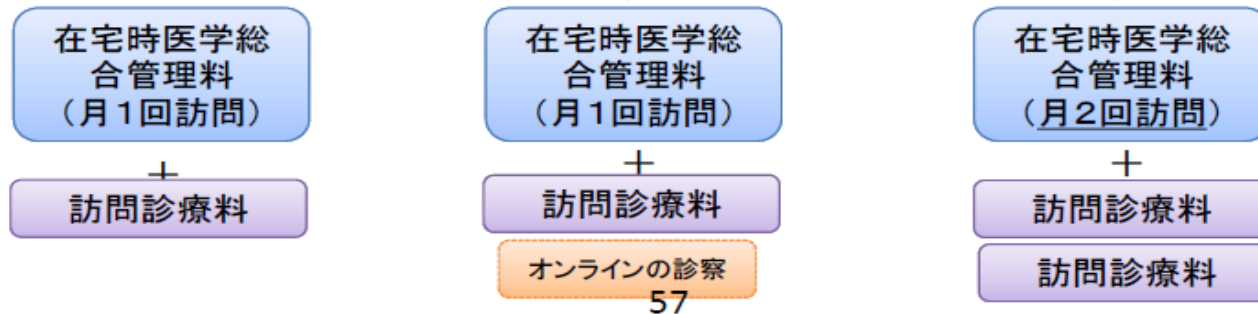 在宅時医学総
合管理料
（月１回訪問）
＋
訪問診療料
在宅時医学総
合管理料
（月１回訪問）
＋
訪問診療料
オンラインの診察
57
在宅時医学総
合管理料
（月２回訪問）
＋
訪問診療料
訪問診療料